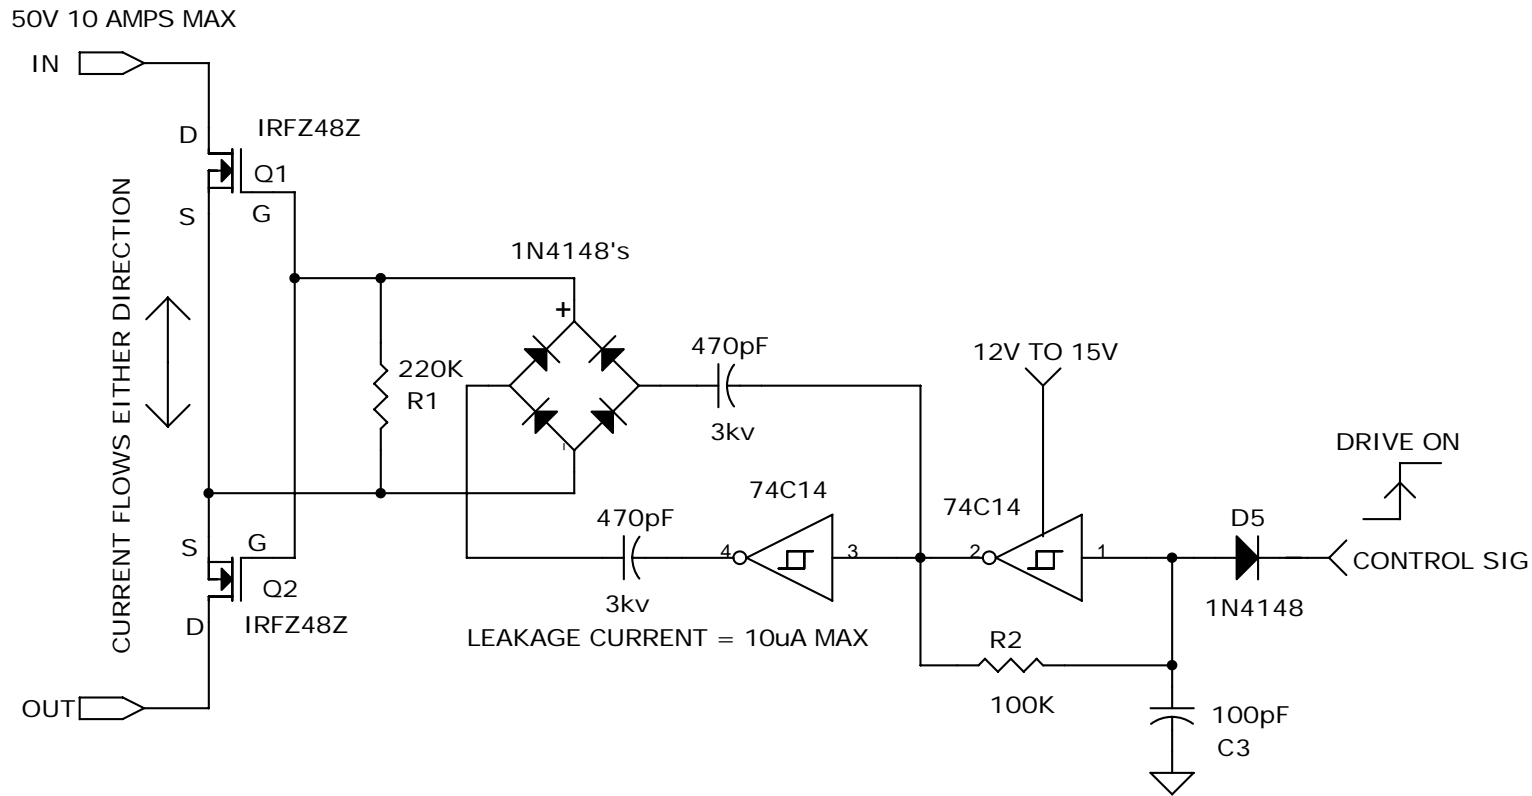 50V 10 AMPS MAX
IN
D
IRFZ48Z
Q1
S
G
CURRENT FLOWS EITHER DIRECTION
1N4148's
+
-
220K
R1
470pF
3kv
12V TO 15V
DRIVE ON
74C14
74C14
470pF
3kv
4
3
2
1
D5
1N4148
CONTROL SIG
S
G
Q2
D
IRFZ48Z
LEAKAGE CURRENT = 10uA MAX
R2
100K
OUT
100pF
C3